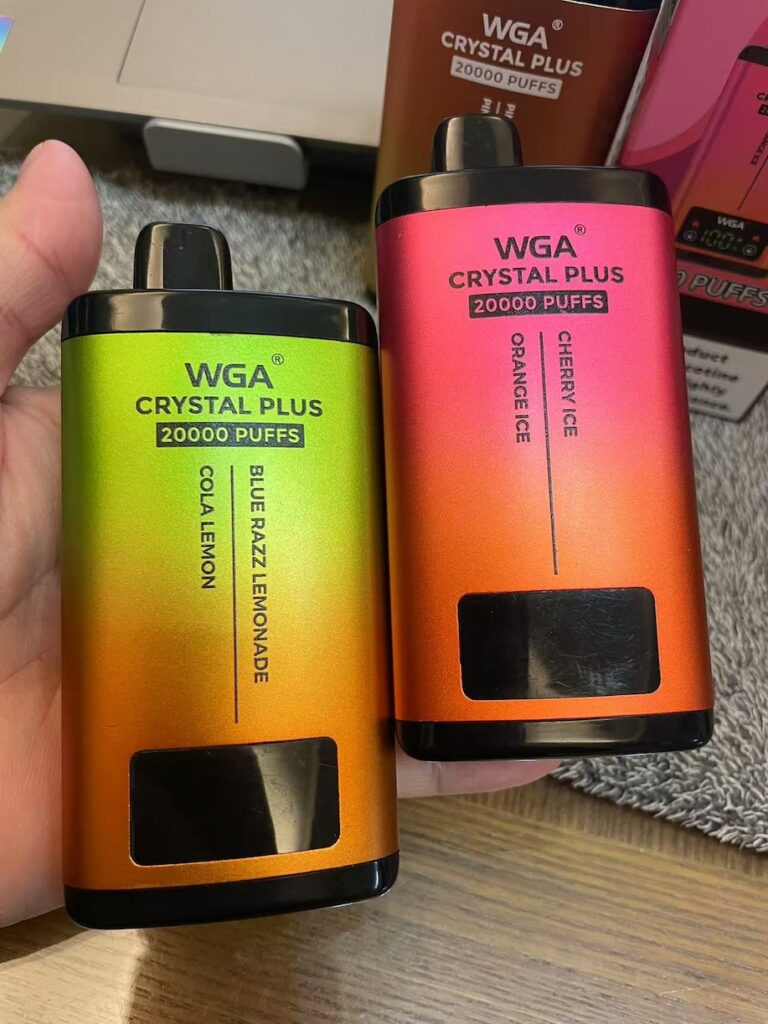 WGA®
CRYSTAL PLUS
20000 PUFFS
WGA®
CRYSTAL PLUS
20000 PUFFS
CHERRY ICE
ORANGE ICE
WGA®
CRYSTAL PLUS
20000 PUFFS
BLUE RAZZ LEMONADE
COLA LEMON
WGA
PUFFS